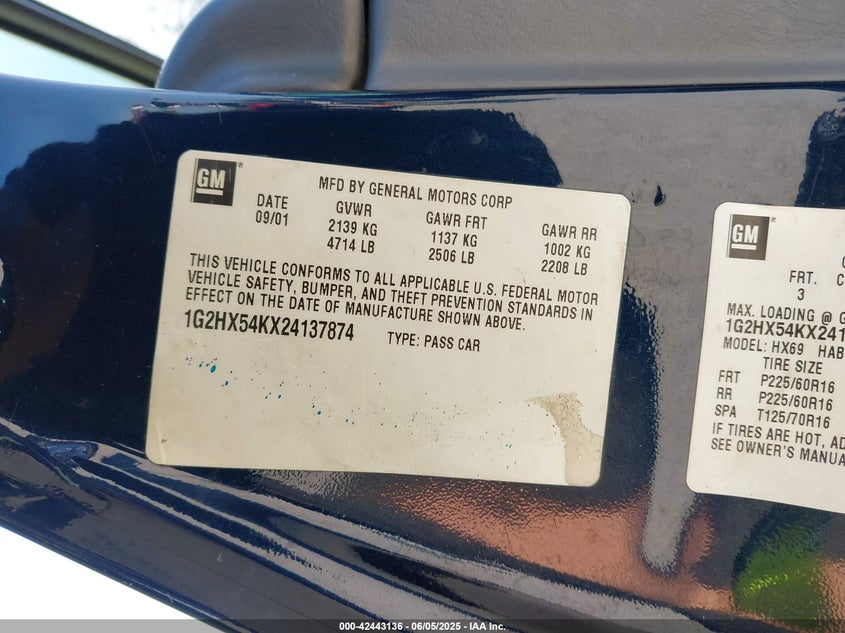 GM
MFD BY GENERAL MOTORS CORP
DATE GVWR GAWR FRT GAWR RR
09/01 2139 KG 1137 KG 1002 KG
4714 LB 2506 LB 2208 LB
THIS VEHICLE CONFORMS TO ALL APPLICABLE U.S. FEDERAL MOTOR
VEHICLE SAFETY, BUMPER, AND THEFT PREVENTION STANDARDS IN
EFFECT ON THE DATE OF MANUFACTURE SHOWN ABOVE.
1G2HX54KX24137874 TYPE: PASS CAR
GM
FRT.
3
MAX. LOADING @
1G2HX54KX241
MODEL: HX69
TIRE SIZE
FRT P225/60R16
RR P225/60R16
SPA T125/70R16
IF TIRES ARE HOT,
SEE OWNER'S
000-42443136 - 06/05/2025 - IAA Inc.